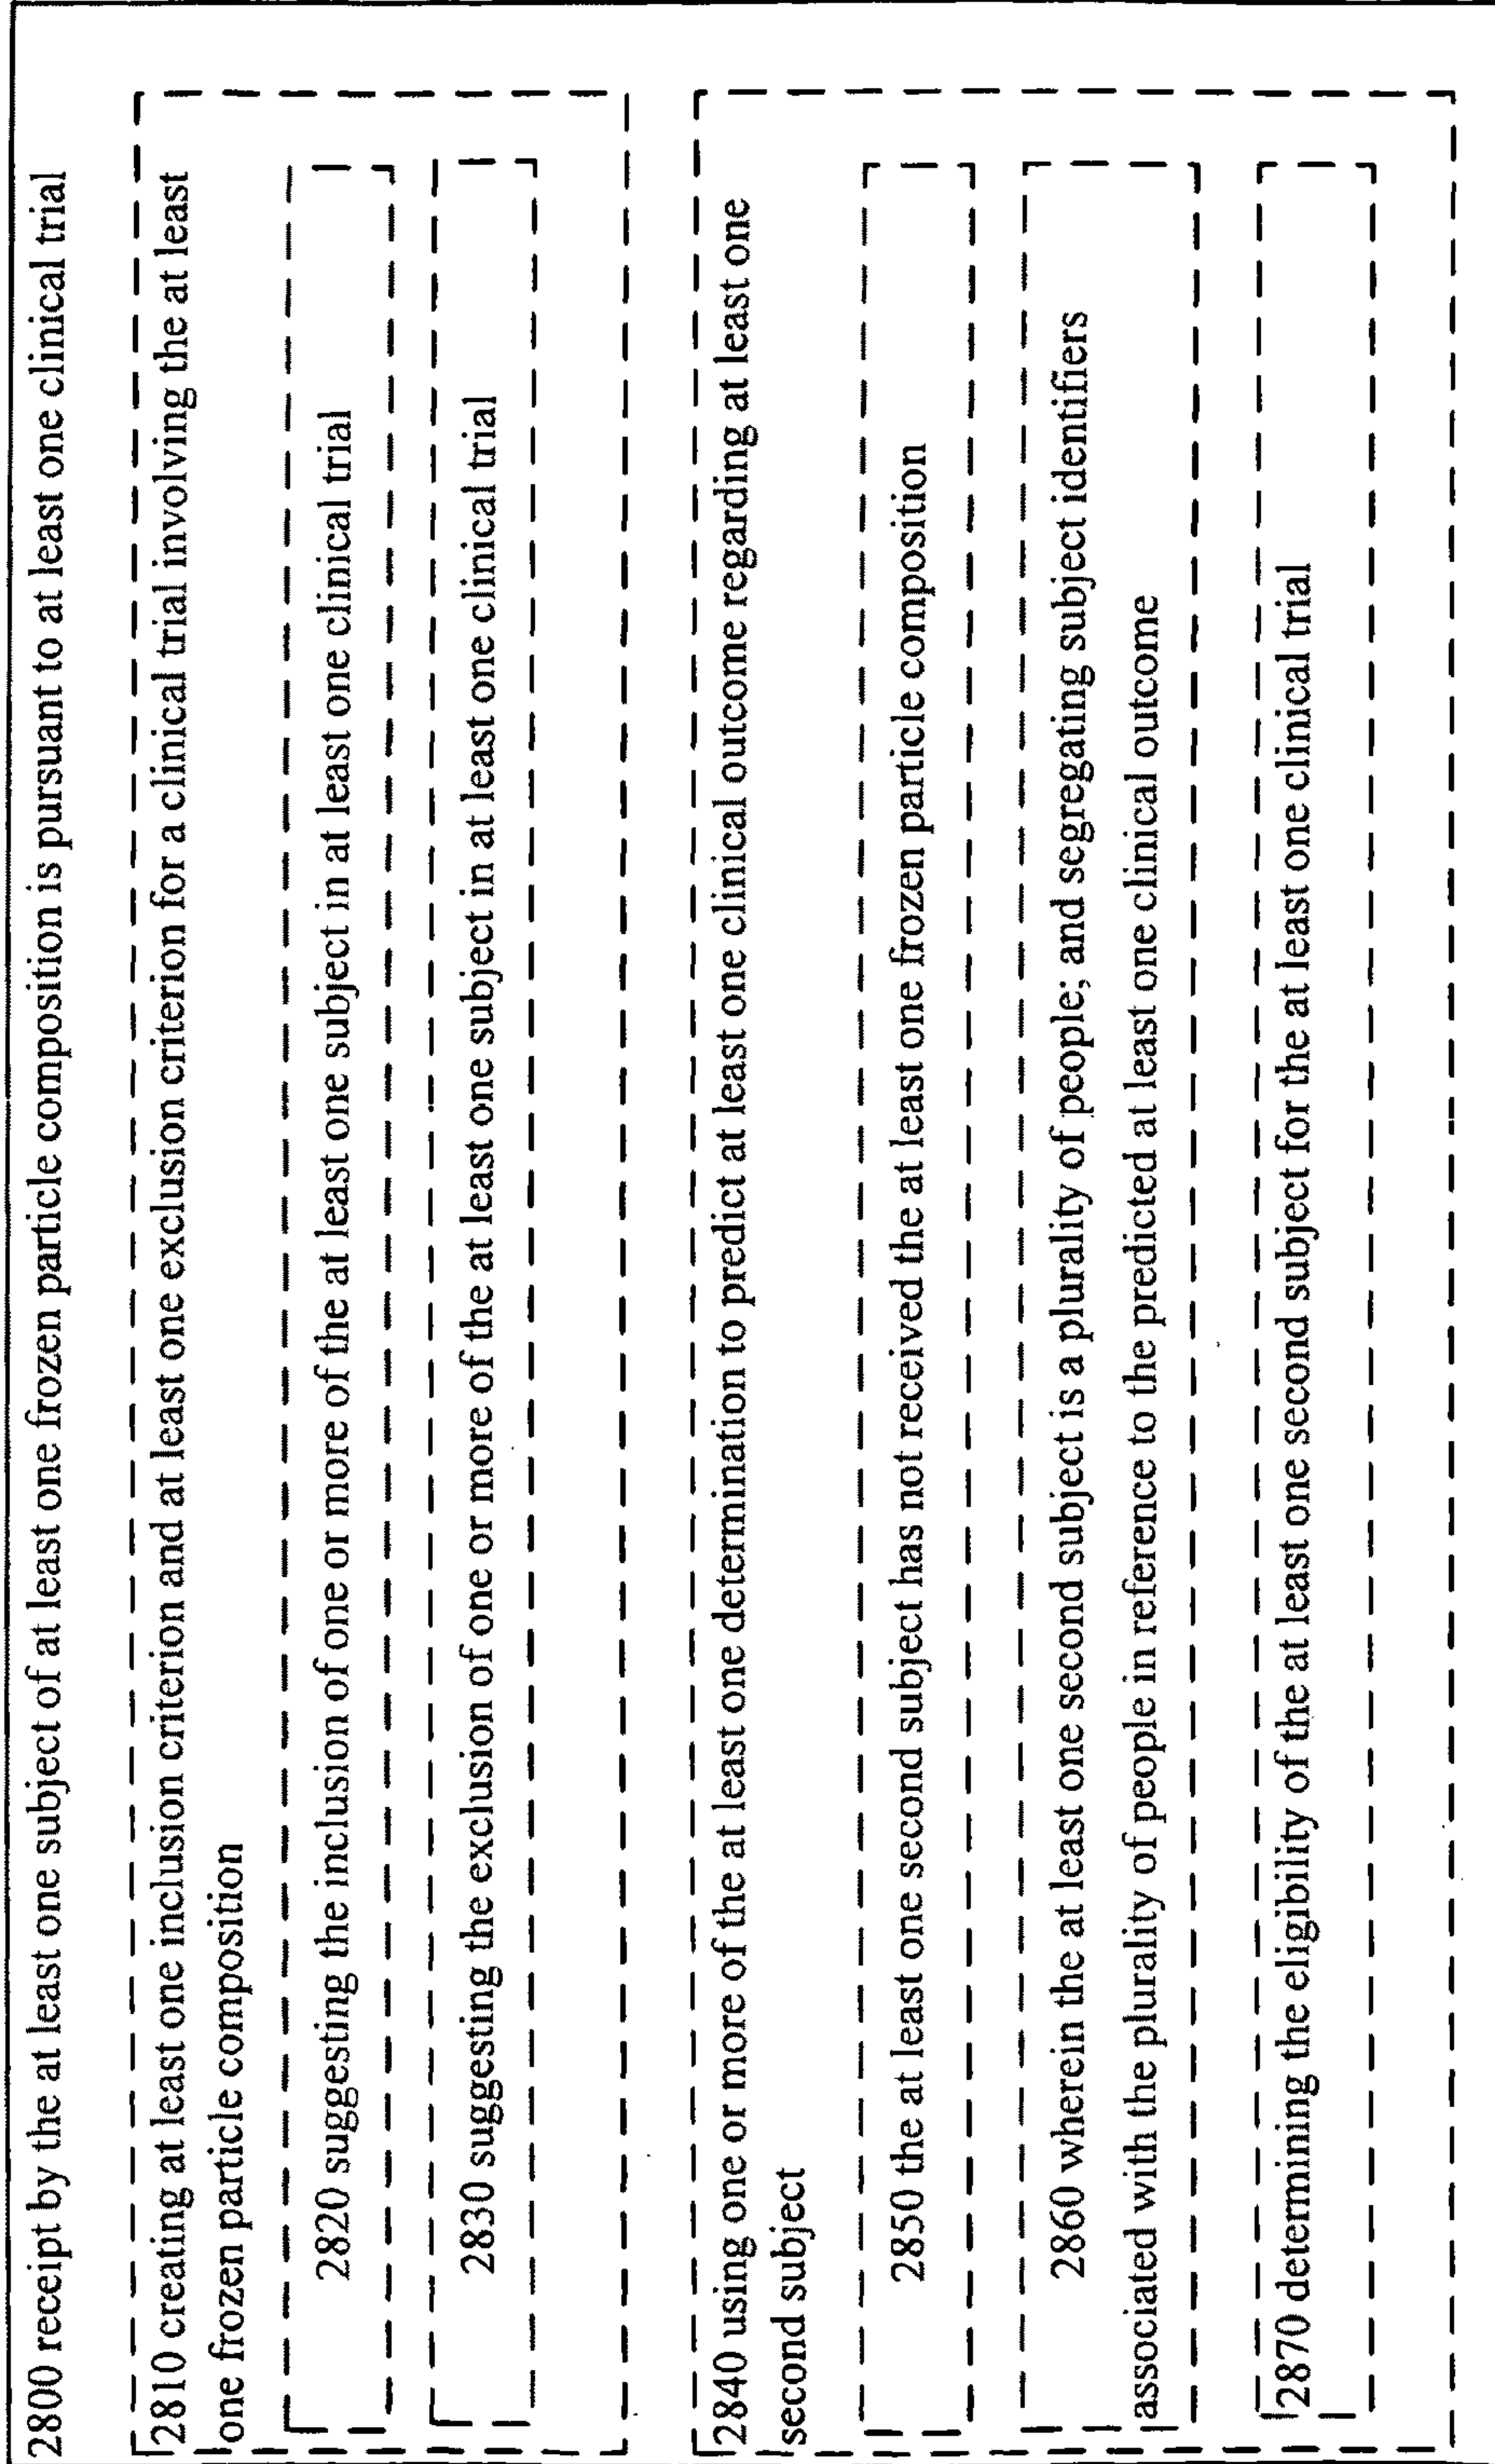 2800 receipt by the at least one subject of at least one frozen particle composition is pursuant to at least one clinical trial
2810 creating at least one inclusion criterion and at least one exclusion criterion for a clinical trial involving the at least
one frozen particle composition
2820 suggesting the inclusion of one or more of the at least one subject in at least one clinical trial
2830 suggesting the exclusion of one or more of the at least one subject in at least one clinical trial
2840 using one or more of the at least one determination to predict at least one clinical outcome regarding at least one
second subject
2850 the at least one second subject has not received the at least one frozen particle composition
2860 wherein the at least one second subject is a plurality of people; and segregating subject identifiers
associated with the plurality of people in reference to the predicted at least one clinical outcome
2870 determining the eligibility of the at least one second subject for the at least one clinical trial